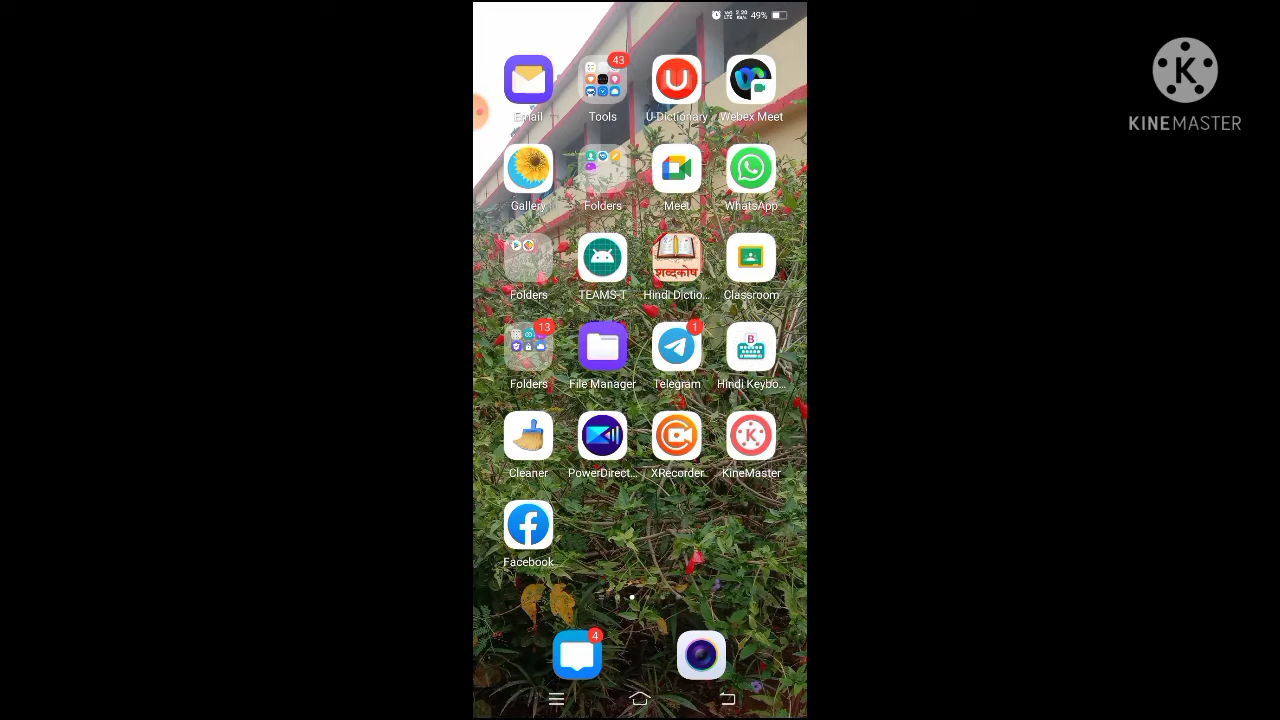 49%
43
Email
Tools
U-Dictionary
Webex Meet
Gallery
Folders
Meet
WhatsApp
शब्दकोष
Folders
TEAMS-T
Hindi Dictio...
Classroom
13
1
B
Folders
File Manager
Telegram
Hindi Keybo...
K
Cleaner
PowerDirect...
XRecorder
KineMaster
Facebook
4
K
KINEMASTER